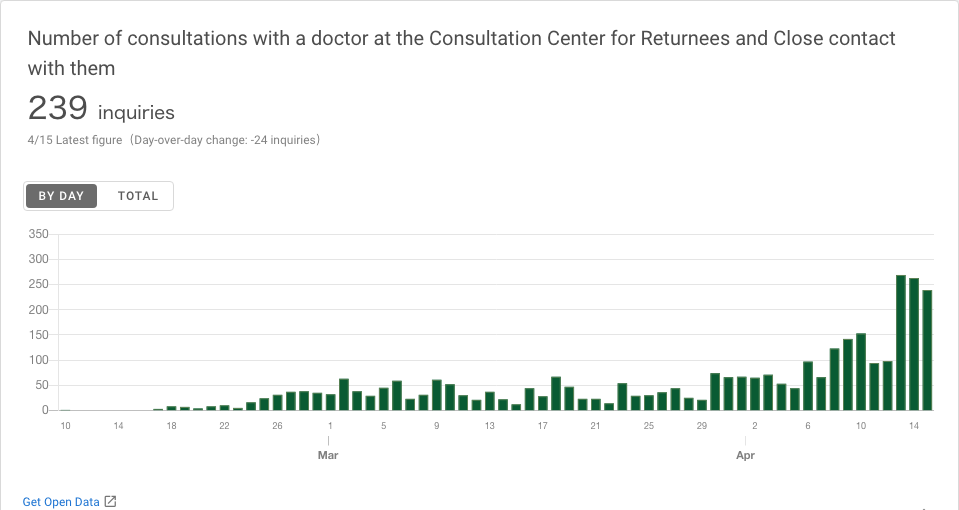 Number of consultations with a doctor at the Consultation Center for Returnees and Close contact
with them
239 inquiries
4/15 Latest figure（Day-over-day change: -24 inquiries）
BY DAY TOTAL
350
300
250
200
150
100
50
0
10 14 18 22 26 1 5 9 13 17 21 25 29 2 6 10 14
Mar Apr
Get Open Data